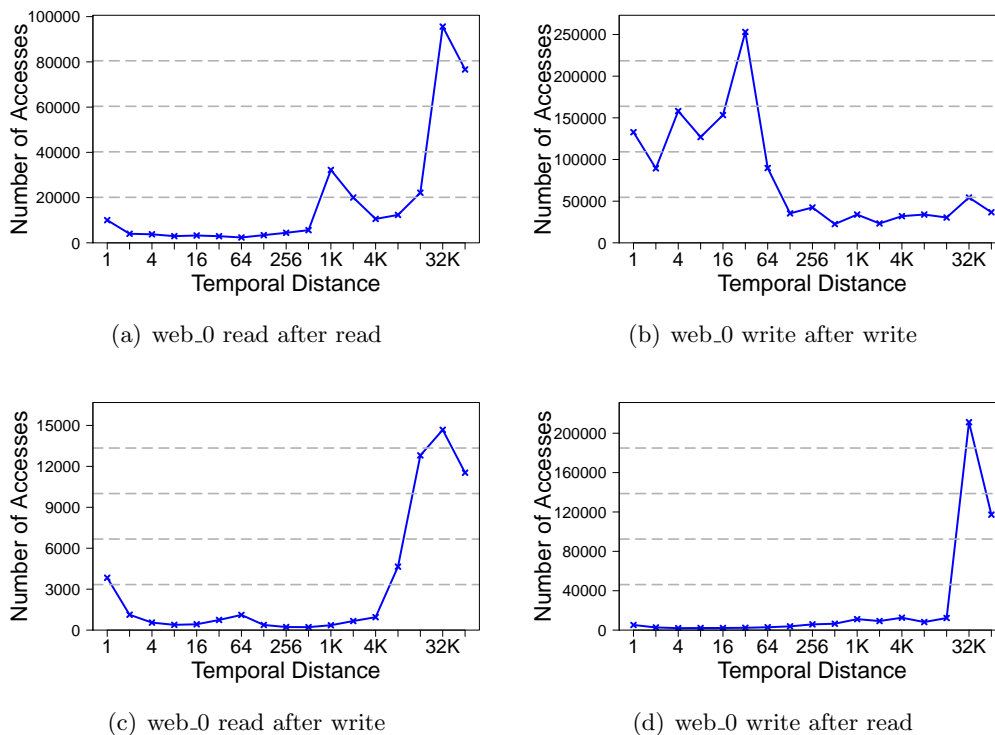 Number of Accesses
100000
80000
60000
40000
20000
0
1 4 16 64 256 1K 4K 32K
Temporal Distance
(a) web_0 read after read
Number of Accesses
250000
200000
150000
100000
50000
0
1 4 16 64 256 1K 4K 32K
Temporal Distance
(b) web_0 write after write
Number of Accesses
15000
12000
9000
6000
3000
0
1 4 16 64 256 1K 4K 32K
Temporal Distance
(c) web_0 read after write
Number of Accesses
200000
160000
120000
80000
40000
0
1 4 16 64 256 1K 4K 32K
Temporal Distance
(d) web_0 write after read